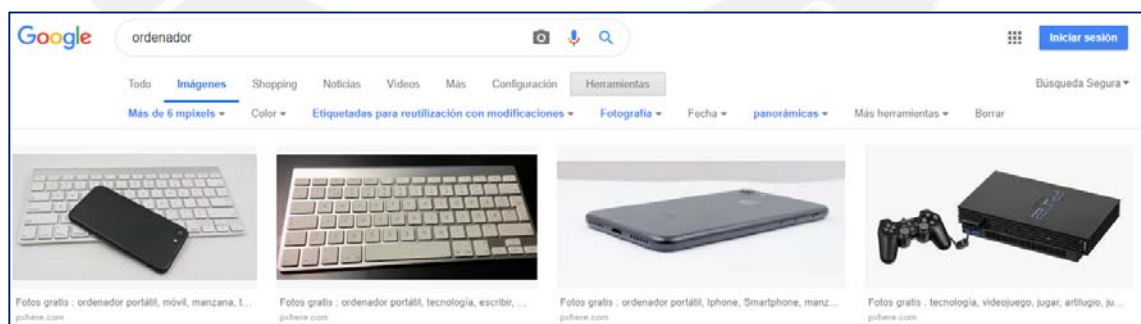 Google
ordenador
Iniciar sesión
Todo Imágenes Shopping Noticias Videos Más Configuración Herramientas Búsqueda Segura
Más de 6 mpixels Color Etiquetadas para reutilización con modificaciones Fotografía Fecha panorámicas Más herramientas Borrar
Fotos gratis : ordenador portátil, móvil, manzana, t... Fotos gratis : ordenador portátil, tecnología, escribir, ... Fotos gratis : ordenador portátil, Iphone, Smartphone, manz... Fotos gratis : tecnología, videojuego, jugar, artilugio, ju...
pxhere.com pxhere.com pxhere.com pxhere.com